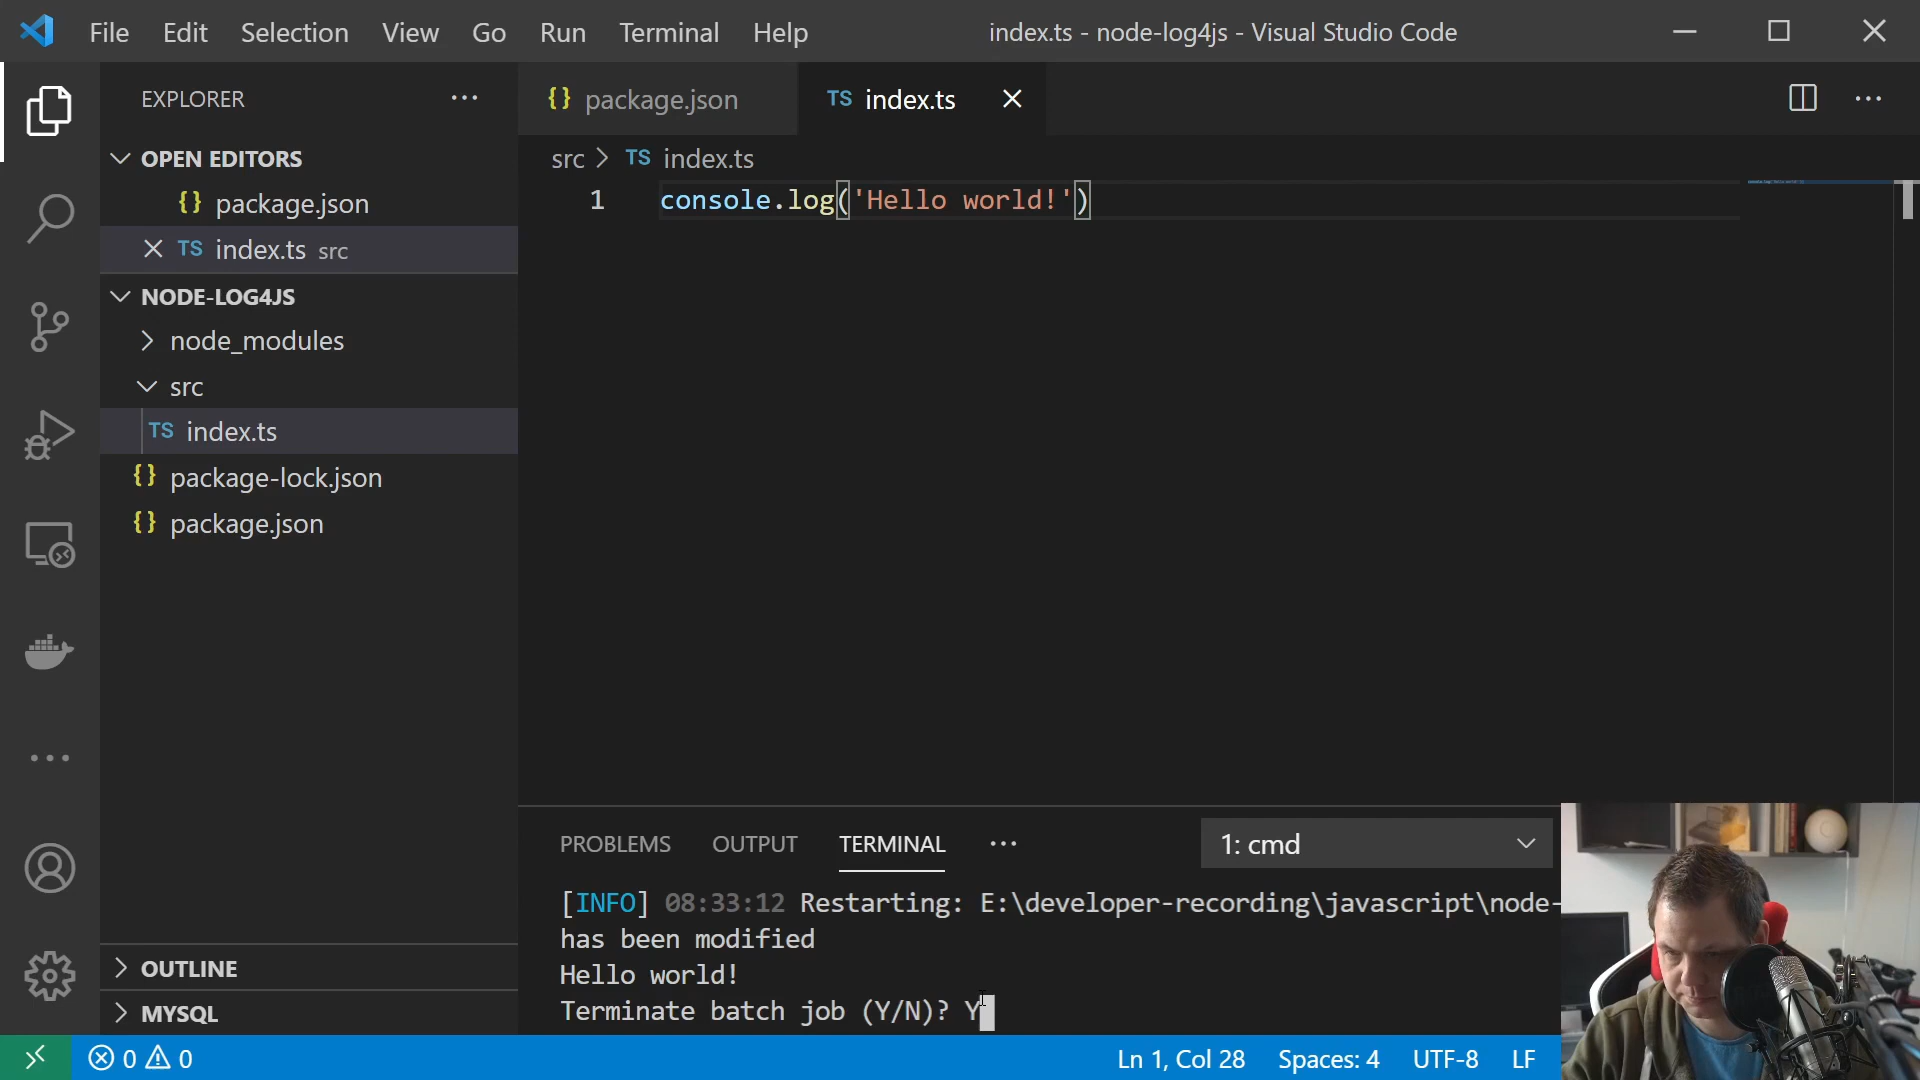 File Edit Selection View Go Run Terminal Help
index.ts - node-log4js - Visual Studio Code
EXPLORER
OPEN EDITORS
{} package.json
TS index.ts src
NODE-LOG4JS
node_modules
src
TS index.ts
{} package-lock.json
{} package.json
OUTLINE
MYSQL
{} package.json
TS index.ts
src > TS index.ts
1 console.log('Hello world!')
PROBLEMS OUTPUT TERMINAL
1: cmd
[INFO] 08:33:12 Restarting: E:\developer-recording\javascript\node-
has been modified
Hello world!
Terminate batch job (Y/N)? Y
0 0
Ln 1, Col 28 Spaces: 4 UTF-8 LF